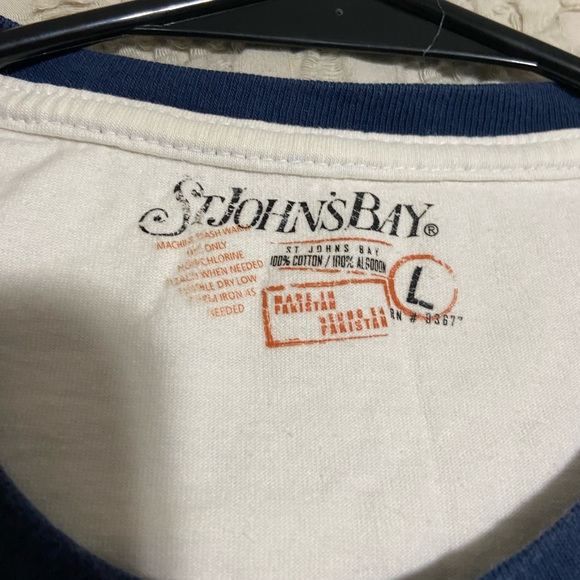 ST. JOHN'S BAY®
MACHINE WASH WARM
ONLY
CHLORINE
WHEN NEEDED
DRY LOW
IRON AS
NEEDED
ST JOHNS BAY
100% COTTON / 100% ALGODON
L
MADE IN
PAKISTAN
HECHO EN
PAKISTAN
RN # 9367